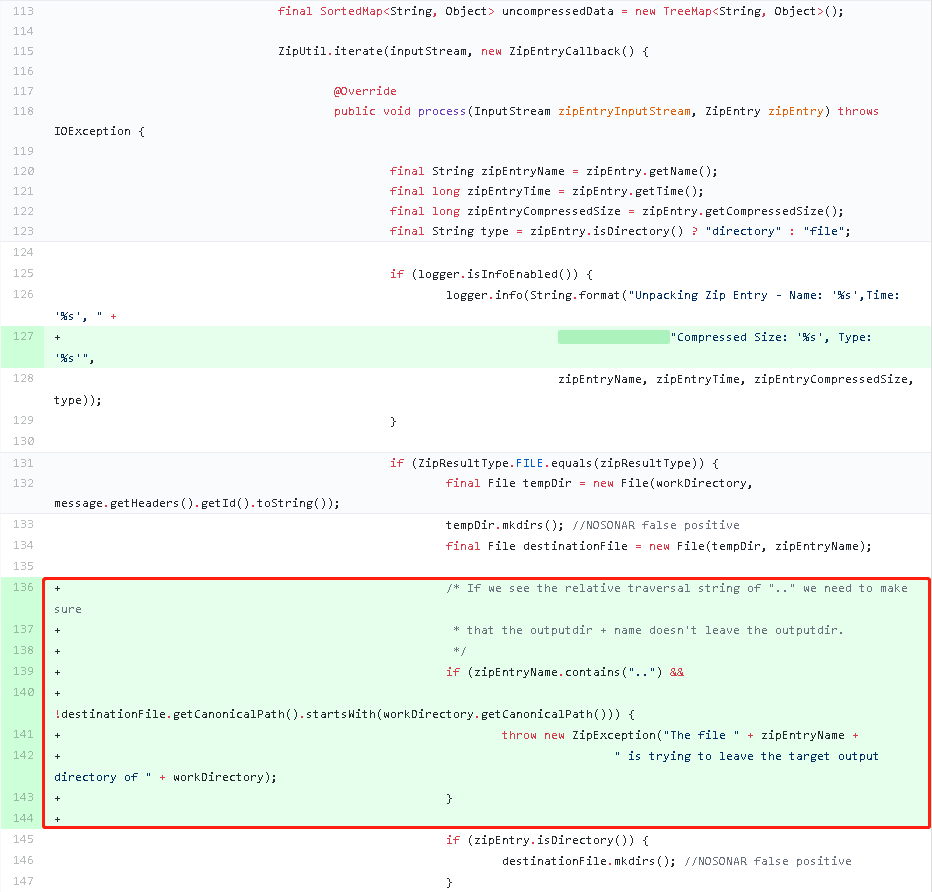 113 final SortedMap<String, Object> uncompressedData = new TreeMap<String, Object>();
114
115 ZipUtil.iterate(inputStream, new ZipEntryCallback() {
116
117 @Override
118 public void process(InputStream zipEntryInputStream, ZipEntry zipEntry) throws
IOException {
119
120 final String zipEntryName = zipEntry.getName();
121 final long zipEntryTime = zipEntry.getTime();
122 final long zipEntryCompressedSize = zipEntry.getCompressedSize();
123 final String type = zipEntry.isDirectory() ? "directory" : "file";
124
125 if (logger.isInfoEnabled()) {
126 logger.info(String.format("Unpacking Zip Entry - Name: '%s',Time:
'%s', " +
127 + "Compressed Size: '%s', Type:
'%s'",
128 zipEntryName, zipEntryTime, zipEntryCompressedSize,
type));
129 }
130
131 if (ZipResultType.FILE.equals(zipResultType)) {
132 final File tempDir = new File(workDirectory,
message.getHeaders().getId().toString());
133 tempDir.mkdirs(); //NOSONAR false positive
134 final File destinationFile = new File(tempDir, zipEntryName);
135
136 + /* If we see the relative traversal string of ".." we need to make
sure
137 + * that the outputdir + name doesn't leave the outputdir.
138 + */
139 + if (zipEntryName.contains("..") &&
140 +
!destinationFile.getCanonicalPath().startsWith(workDirectory.getCanonicalPath())) {
141 + throw new ZipException("The file " + zipEntryName +
142 + " is trying to leave the target output
directory of " + workDirectory);
143 + }
144 +
145 if (zipEntry.isDirectory()) {
146 destinationFile.mkdirs(); //NOSONAR false positive
147 }